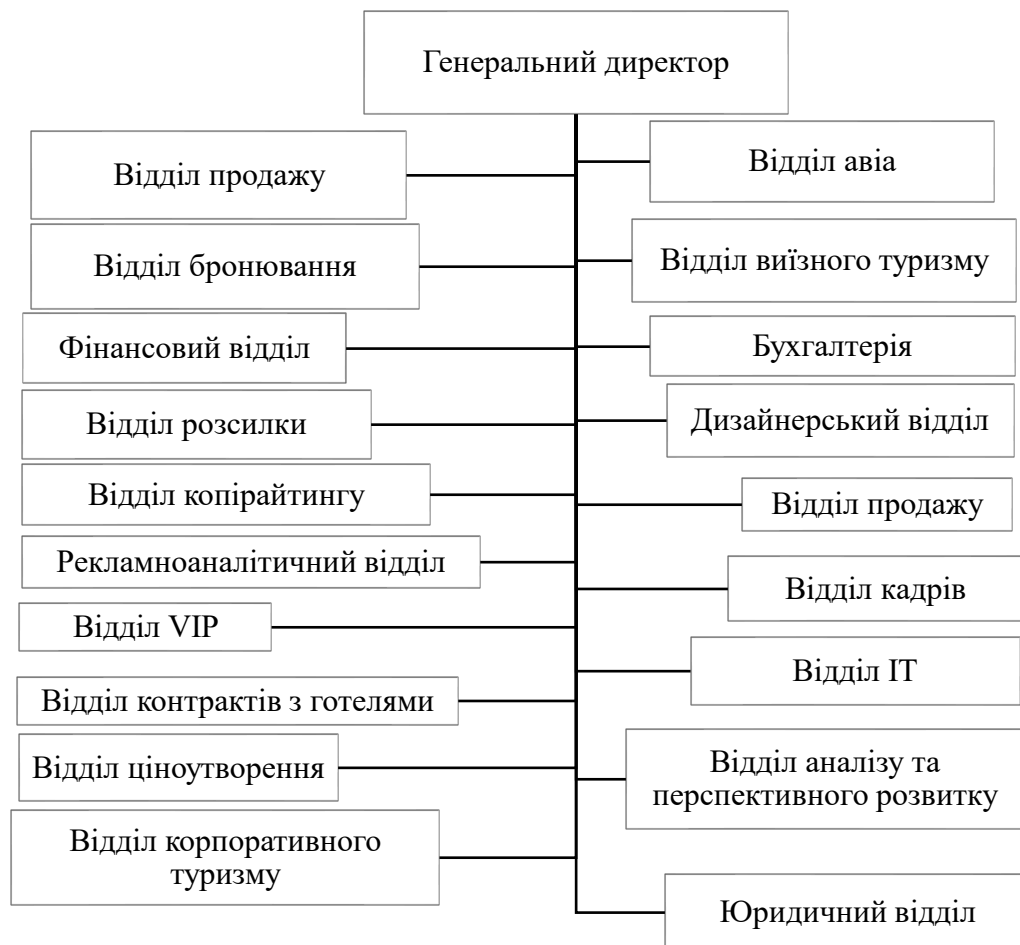 Генеральний директор
Відділ продажу
Відділ авіа
Відділ бронювання
Відділ виїзного туризму
Фінансовий відділ
Бухгалтерія
Відділ розсилки
Дизайнерський відділ
Відділ копірайтингу
Відділ продажу
Рекламноаналітичний відділ
Відділ кадрів
Відділ VIP
Відділ ІТ
Відділ контрактів з готелями
Відділ ціноутворення
Відділ аналізу та
перспективного розвитку
Відділ корпоративного
туризму
Юридичний відділ